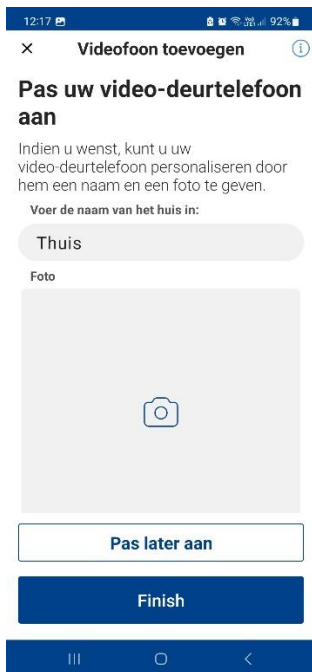 12:17 92%
Videofoon toevoegen
Pas uw video-deurtelefoon
aan
Indien u wenst, kunt u uw
video-deurtelefoon personaliseren door
hem een naam en een foto te geven.
Voer de naam van het huis in:
Thuis
Foto
Pas later aan
Finish